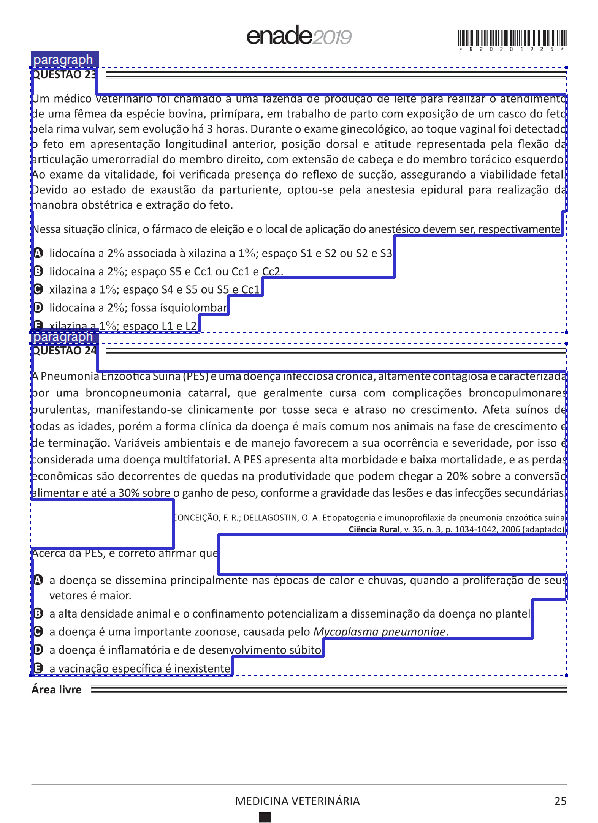 enade2019
paragraph
QUESTÃO 23
Um médico veterinário foi chamado a uma fazenda de produção de leite para realizar o atendimento
de uma fêmea da espécie bovina, primípara, em trabalho de parto com exposição de um casco do feto
pela rima vulvar, sem evolução há 3 horas. Durante o exame ginecológico, ao toque vaginal foi detectado
o feto em apresentação longitudinal anterior, posição dorsal e atitude representada pela flexão da
articulação umerorradial do membro direito, com extensão de cabeça e do membro torácico esquerdo.
Ao exame da vitalidade, foi verificada presença do reflexo de sucção, assegurando a viabilidade fetal.
Devido ao estado de exaustão da parturiente, optou-se pela anestesia epidural para realização da
manobra obstétrica e extração do feto.
Nessa situação clínica, o fármaco de eleição e o local de aplicação do anestésico devem ser, respectivamente,
A lidocaína a 2% associada à xilazina a 1%; espaço S1 e S2 ou S2 e S3.
B lidocaína a 2%; espaço S5 e Cc1 ou Cc1 e Cc2.
C xilazina a 1%; espaço S4 e S5 ou S5 e Cc1.
D lidocaína a 2%; fossa ísquiolombar.
E xilazina a 1%; espaço L1 e L2.
paragraph
QUESTÃO 24
A Pneumonia Enzoótica Suína (PES) é uma doença infecciosa crônica, altamente contagiosa e caracterizada
por uma broncopneumonia catarral, que geralmente cursa com complicações broncopulmonares
purulentas, manifestando-se clinicamente por tosse seca e atraso no crescimento. Afeta suínos de
todas as idades, porém a forma clínica da doença é mais comum nos animais na fase de crescimento e
de terminação. Variáveis ambientais e de manejo favorecem a sua ocorrência e severidade, por isso é
considerada uma doença multifatorial. A PES apresenta alta morbidade e baixa mortalidade, e as perdas
econômicas são decorrentes de quedas na produtividade que podem chegar a 20% sobre a conversão
alimentar e até a 30% sobre o ganho de peso, conforme a gravidade das lesões e das infecções secundárias.
CONCEIÇÃO, F. R.; DELLAGOSTIN, O. A. Etiopatogenia e imunoprofilaxia da pneumonia enzoótica suína.
Ciência Rural, v. 36, n. 3, p. 1034-1042, 2006 (adaptado).
Acerca da PES, é correto afirmar que
A a doença se dissemina principalmente nas épocas de calor e chuvas, quando a proliferação de seus
vetores é maior.
B a alta densidade animal e o confinamento potencializam a disseminação da doença no plantel.
C a doença é uma importante zoonose, causada pelo Mycoplasma pneumoniae.
D a doença é inflamatória e de desenvolvimento súbito.
E a vacinação específica é inexistente.
Área livre
MEDICINA VETERINÁRIA 25